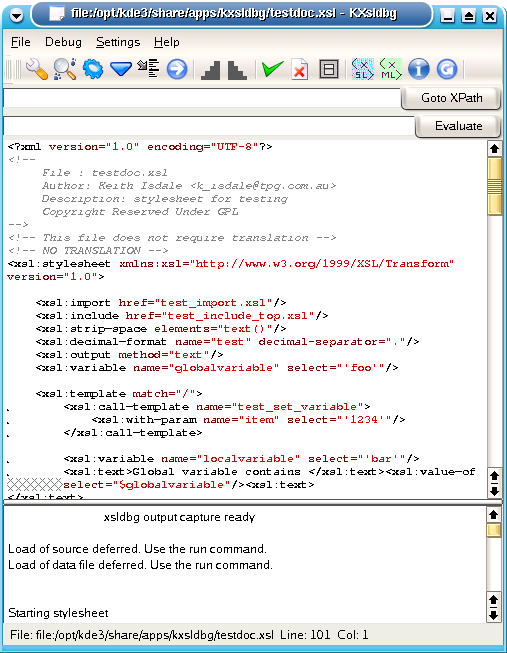 file:/opt/kde3/share/apps/kxsldbg/testdoc.xsl - KXsldbg
File Debug Settings Help
Goto XPath
Evaluate
<?xml version="1.0" encoding="UTF-8"?>
<!--
     File : testdoc.xsl
     Author: Keith Isdale <k_isdale@tpg.com.au>
     Description: stylesheet for testing
     Copyright Reserved Under GPL
-->
<!-- This file does not require translation -->
<!-- NO TRANSLATION -->
<xsl:stylesheet xmlns:xsl="http://www.w3.org/1999/XSL/Transform"
version="1.0">
    <xsl:import href="test_import.xsl"/>
    <xsl:include href="test_include_top.xsl"/>
    <xsl:strip-space elements="text()"/>
    <xsl:decimal-format name="test" decimal-separator="."/>
    <xsl:output method="text"/>
    <xsl:variable name="globalvariable" select="'foo'"/>
    <xsl:template match="/">
        <xsl:call-template name="test_set_variable">
            <xsl:with-param name="item" select="'1234'"/>
        </xsl:call-template>
        <xsl:variable name="localvariable" select="'bar'"/>
        <xsl:text>Global variable contains </xsl:text><xsl:value-of
        select="$globalvariable"/><xsl:text>
</xsl:text>
xsldbg output capture ready
Load of source deferred. Use the run command.
Load of data file deferred. Use the run command.
Starting stylesheet
File: file:/opt/kde3/share/apps/kxsldbg/testdoc.xsl Line: 101 Col: 1